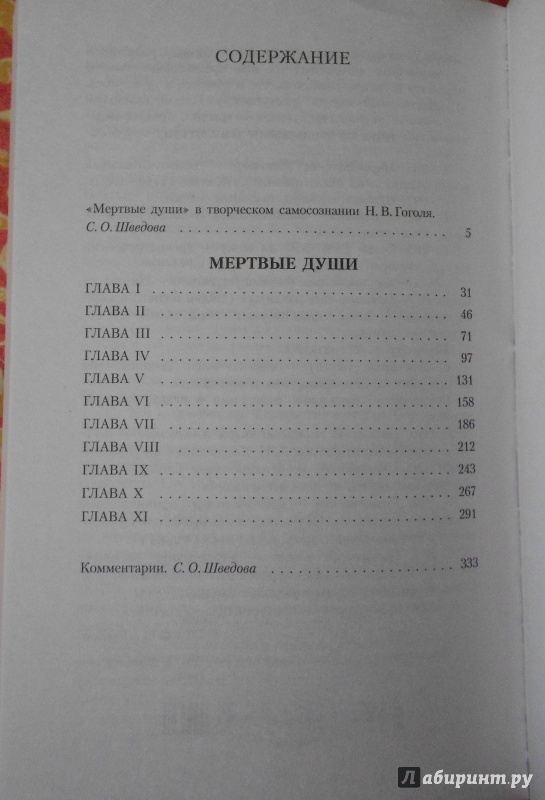 СОДЕРЖАНИЕ
«Мертвые души» в творческом самосознании Н. В. Гоголя.
С. О. Шведова . . . . . . . . . . . . . . . . . . . . . . . . . . . . . . 5
МЕРТВЫЕ ДУШИ
ГЛАВА I . . . . . . . . . . . . . . . . . . . . . . . . . . . . . . 31
ГЛАВА II . . . . . . . . . . . . . . . . . . . . . . . . . . . . . . 46
ГЛАВА III . . . . . . . . . . . . . . . . . . . . . . . . . . . . . . 71
ГЛАВА IV . . . . . . . . . . . . . . . . . . . . . . . . . . . . . . 97
ГЛАВА V . . . . . . . . . . . . . . . . . . . . . . . . . . . . . . 131
ГЛАВА VI . . . . . . . . . . . . . . . . . . . . . . . . . . . . . . 158
ГЛАВА VII . . . . . . . . . . . . . . . . . . . . . . . . . . . . . . 186
ГЛАВА VIII . . . . . . . . . . . . . . . . . . . . . . . . . . . . . . 212
ГЛАВА IX . . . . . . . . . . . . . . . . . . . . . . . . . . . . . . 243
ГЛАВА X . . . . . . . . . . . . . . . . . . . . . . . . . . . . . . 267
ГЛАВА XI . . . . . . . . . . . . . . . . . . . . . . . . . . . . . . 291
Комментарии. С. О. Шведова . . . . . . . . . . . . . . . . . . . . 333
Лабиринт.ру